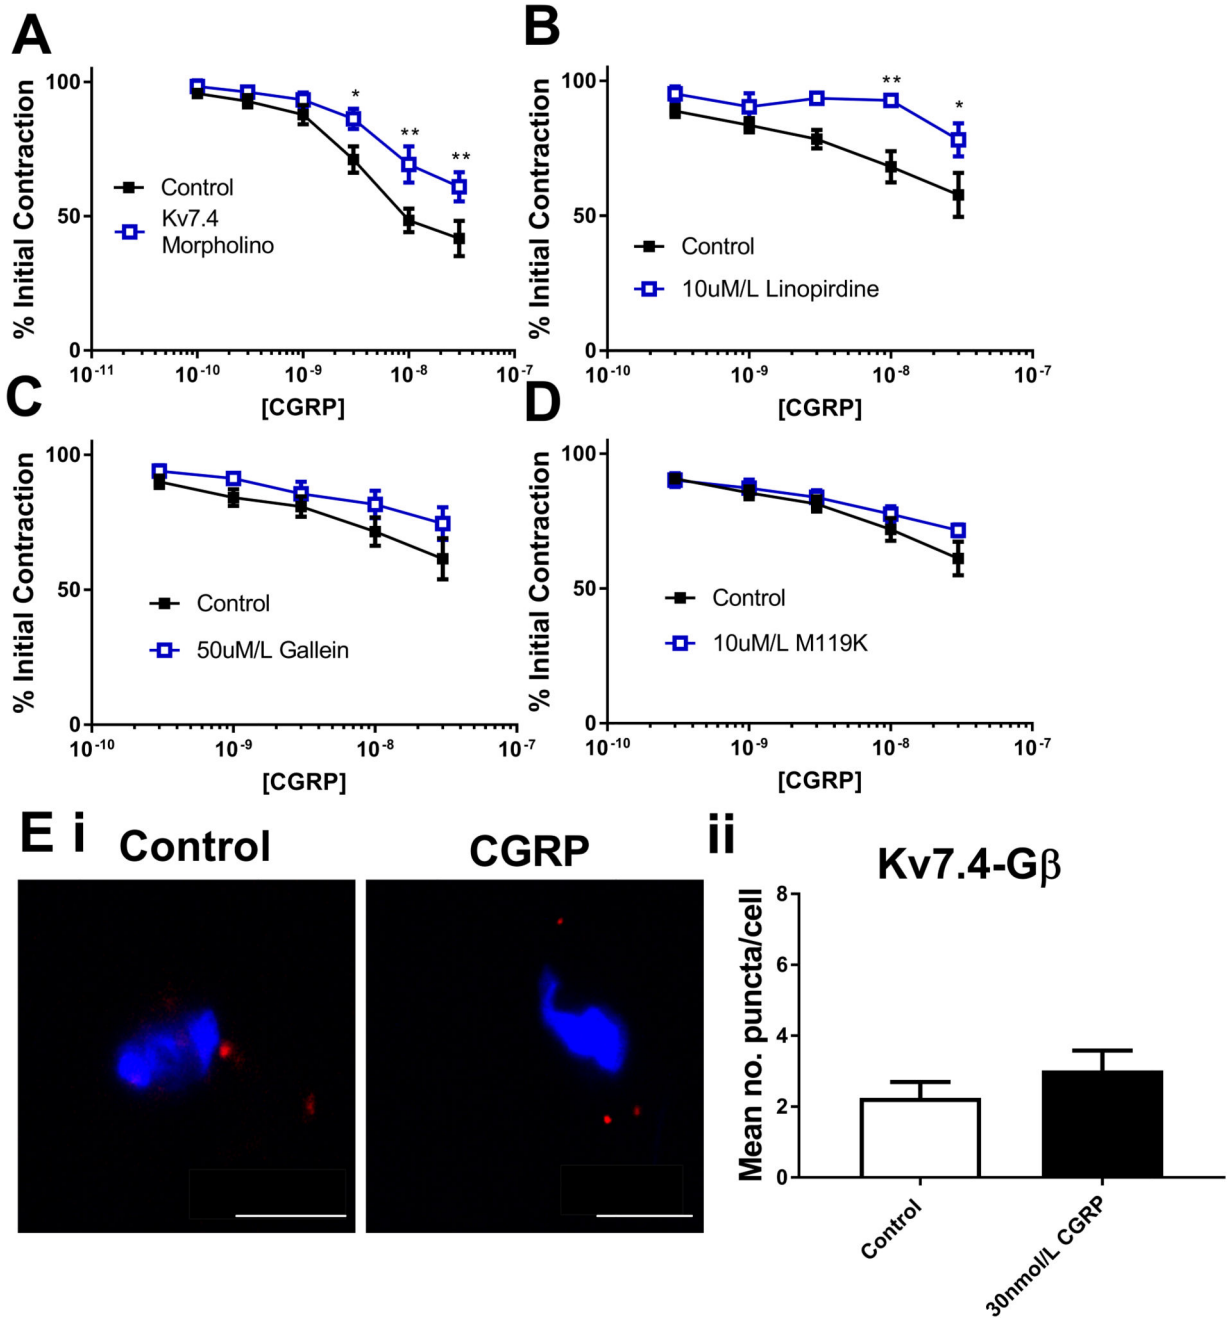 A
% Initial Contraction
100
50
0
Control
Kv7.4
Morpholino
*
**
**
10-11
10-10
10-9
10-8
10-7
[CGRP]
B
% Initial Contraction
100
50
0
**
*
Control
10uM/L Linopirdine
10-10
10-9
10-8
10-7
[CGRP]
C
% Initial Contraction
100
50
0
Control
50uM/L Gallein
10-10
10-9
10-8
10-7
[CGRP]
D
% Initial Contraction
100
50
0
Control
10uM/L M119K
10-10
10-9
10-8
10-7
[CGRP]
E i
Control
CGRP
ii
Kv7.4-Gβ
Mean no. puncta/cell
8
6
4
2
0
Control
30nmol/L CGRP